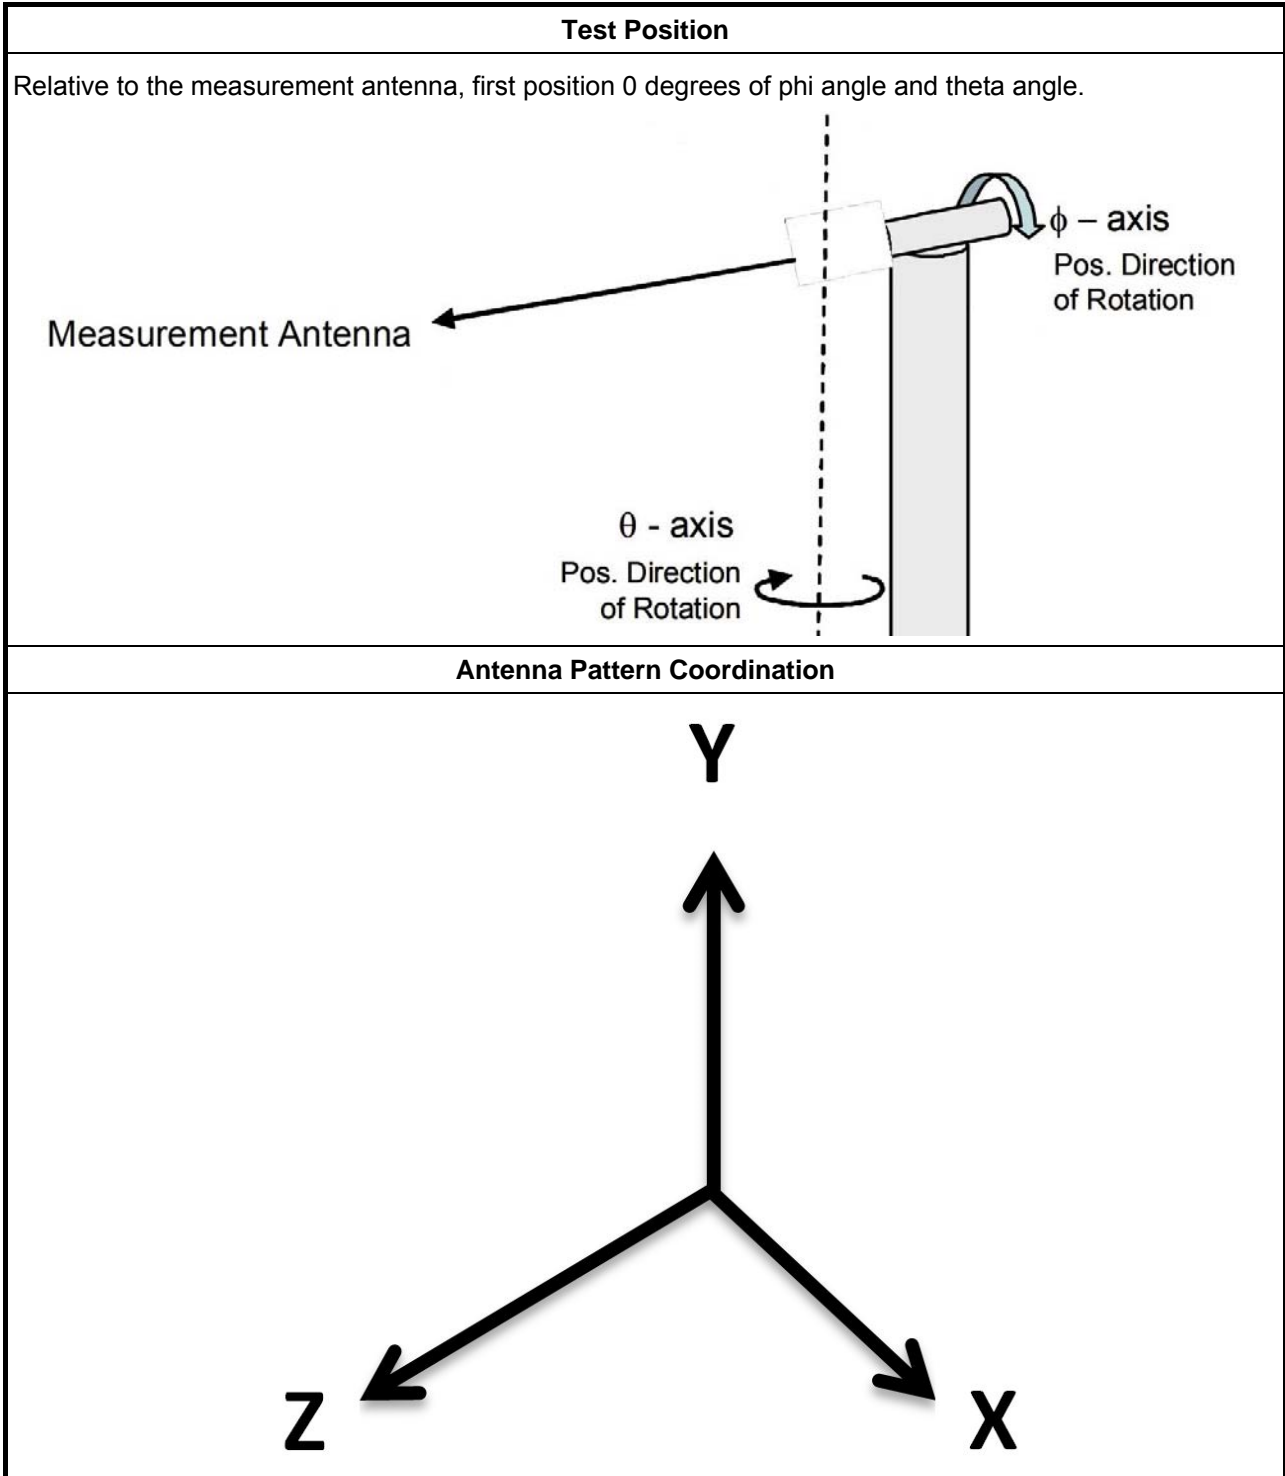 Test Position
Relative to the measurement antenna, first position 0 degrees of phi angle and theta angle.
ϕ – axis
Pos. Direction
of Rotation
Measurement Antenna
θ - axis
Pos. Direction
of Rotation
Antenna Pattern Coordination
Y
Z
X